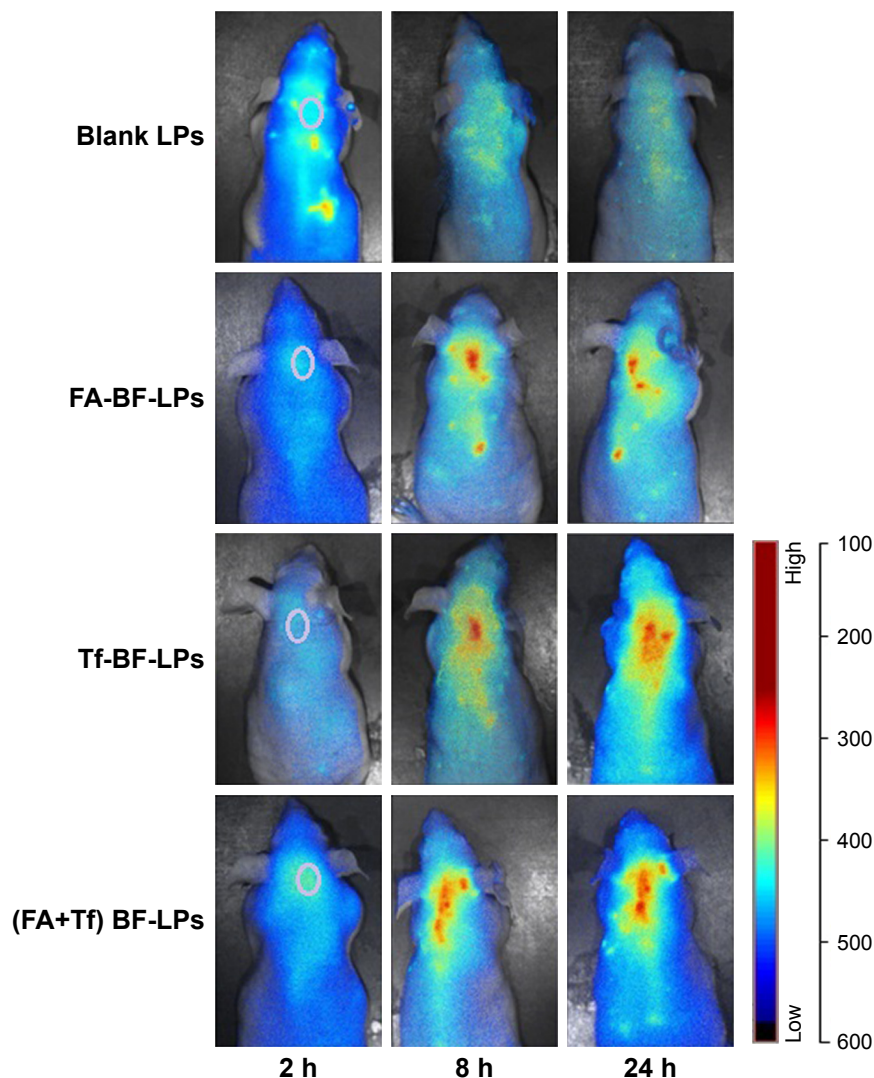 Blank LPs
FA-BF-LPs
Tf-BF-LPs
(FA+Tf) BF-LPs
2 h
8 h
24 h
High
Low
100
200
300
400
500
600